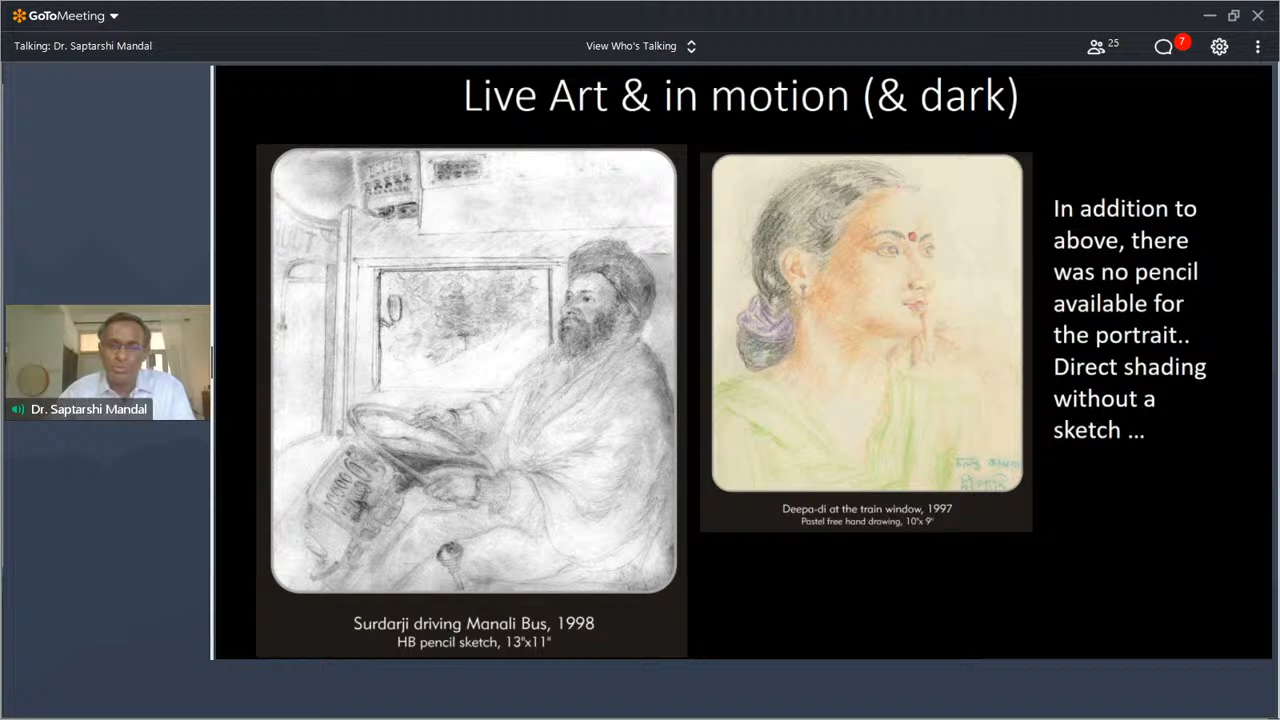 GoToMeeting
Talking: Dr. Saptarshi Mandal
View Who's Talking
25
7
Live Art & in motion (& dark)
In addition to
above, there
was no pencil
available for
the portrait..
Direct shading
without a
sketch ...
Dr. Saptarshi Mandal
দীপাদি
Deepa-di at the train window, 1997
Pastel free hand drawing, 10"x 9"
Surdarji driving Manali Bus, 1998
HB pencil sketch, 13"x11"